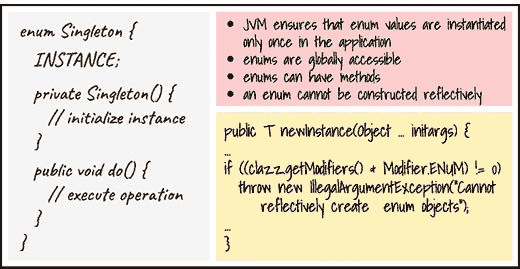 enum Singleton {
INSTANCE;
private Singleton() {
// initialize instance
}
public void do() {
// execute operation
}
}
• JVM ensures that enum values are instantiated
only once in the application
• enums are globally accessible
• enums can have methods
• an enum cannot be constructed reflectively
public T newInstance(Object ... initargs) {
...
if ((Clazz.getModifiers() & Modifier.ENUM) != 0)
throw new IllegalArgumentException("Cannot
reflectively create enum objects");
...
}